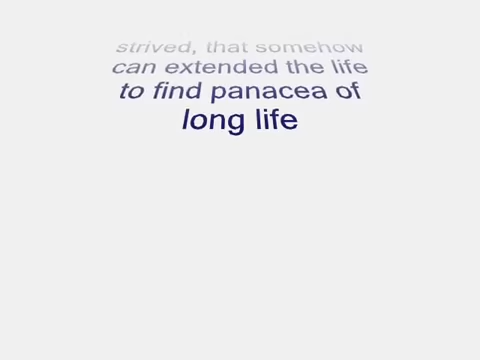 strived, that somehow
can extended the life
to find panacea of
long life